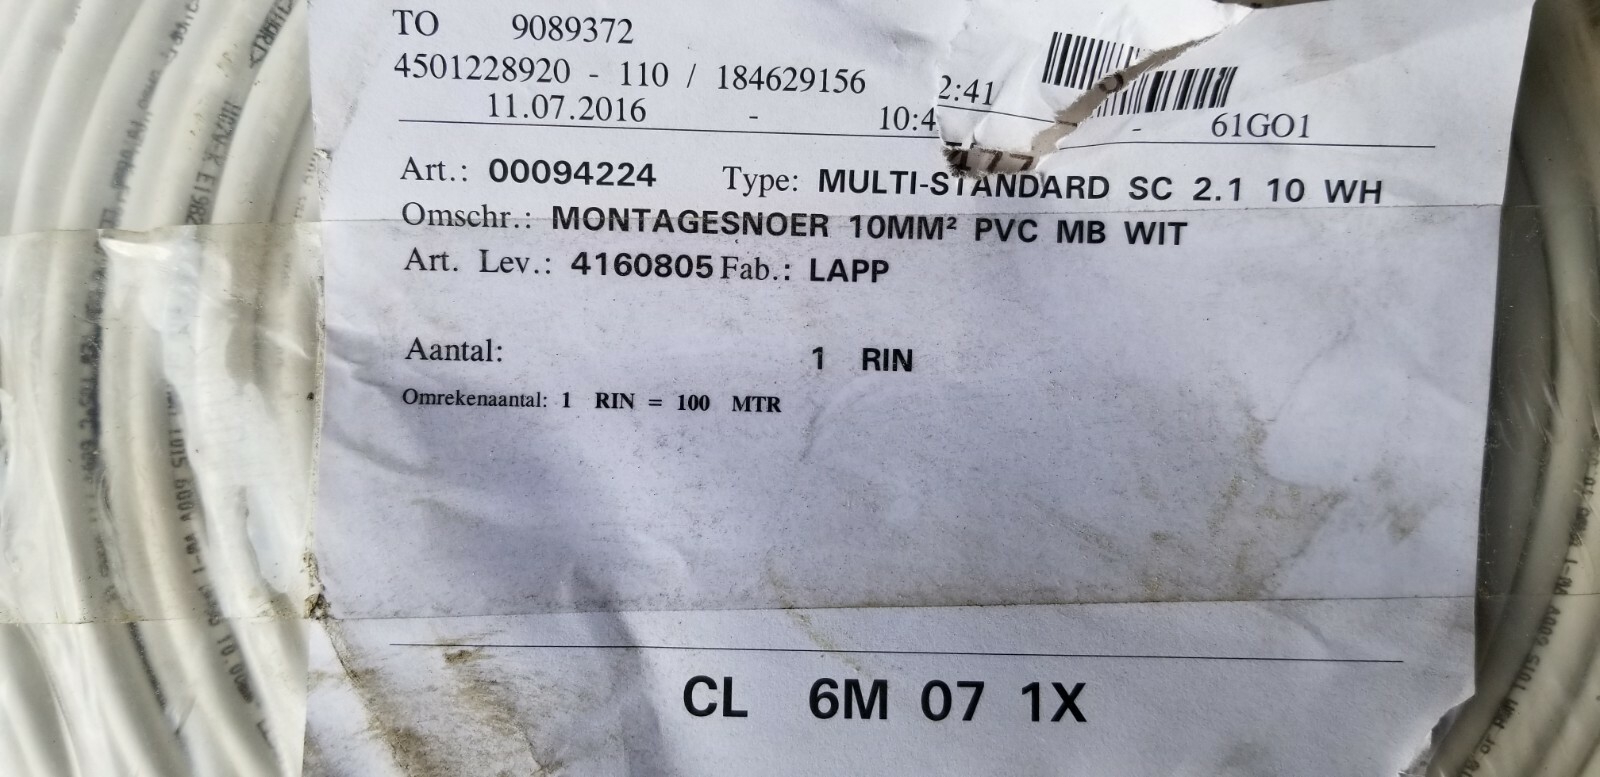 TO 9089372
4501228920 - 110 / 184629156 2:41
11.07.2016 - 10:4 - 61GO1
477
Art.: 00094224 Type: MULTI-STANDARD SC 2.1 10 WH
Omschr.: MONTAGESNOER 10MM² PVC MB WIT
Art. Lev.: 4160805 Fab.: LAPP
Aantal: 1 RIN
Omrekenaantal: 1 RIN = 100 MTR
CL 6M 07 1X